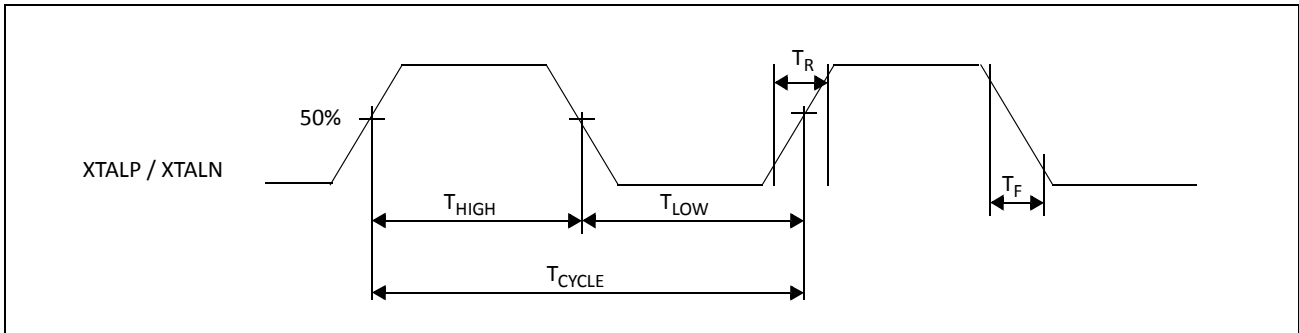 T_R
50%
XTALP / XTALN
T_HIGH
T_LOW
T_F
T_CYCLE